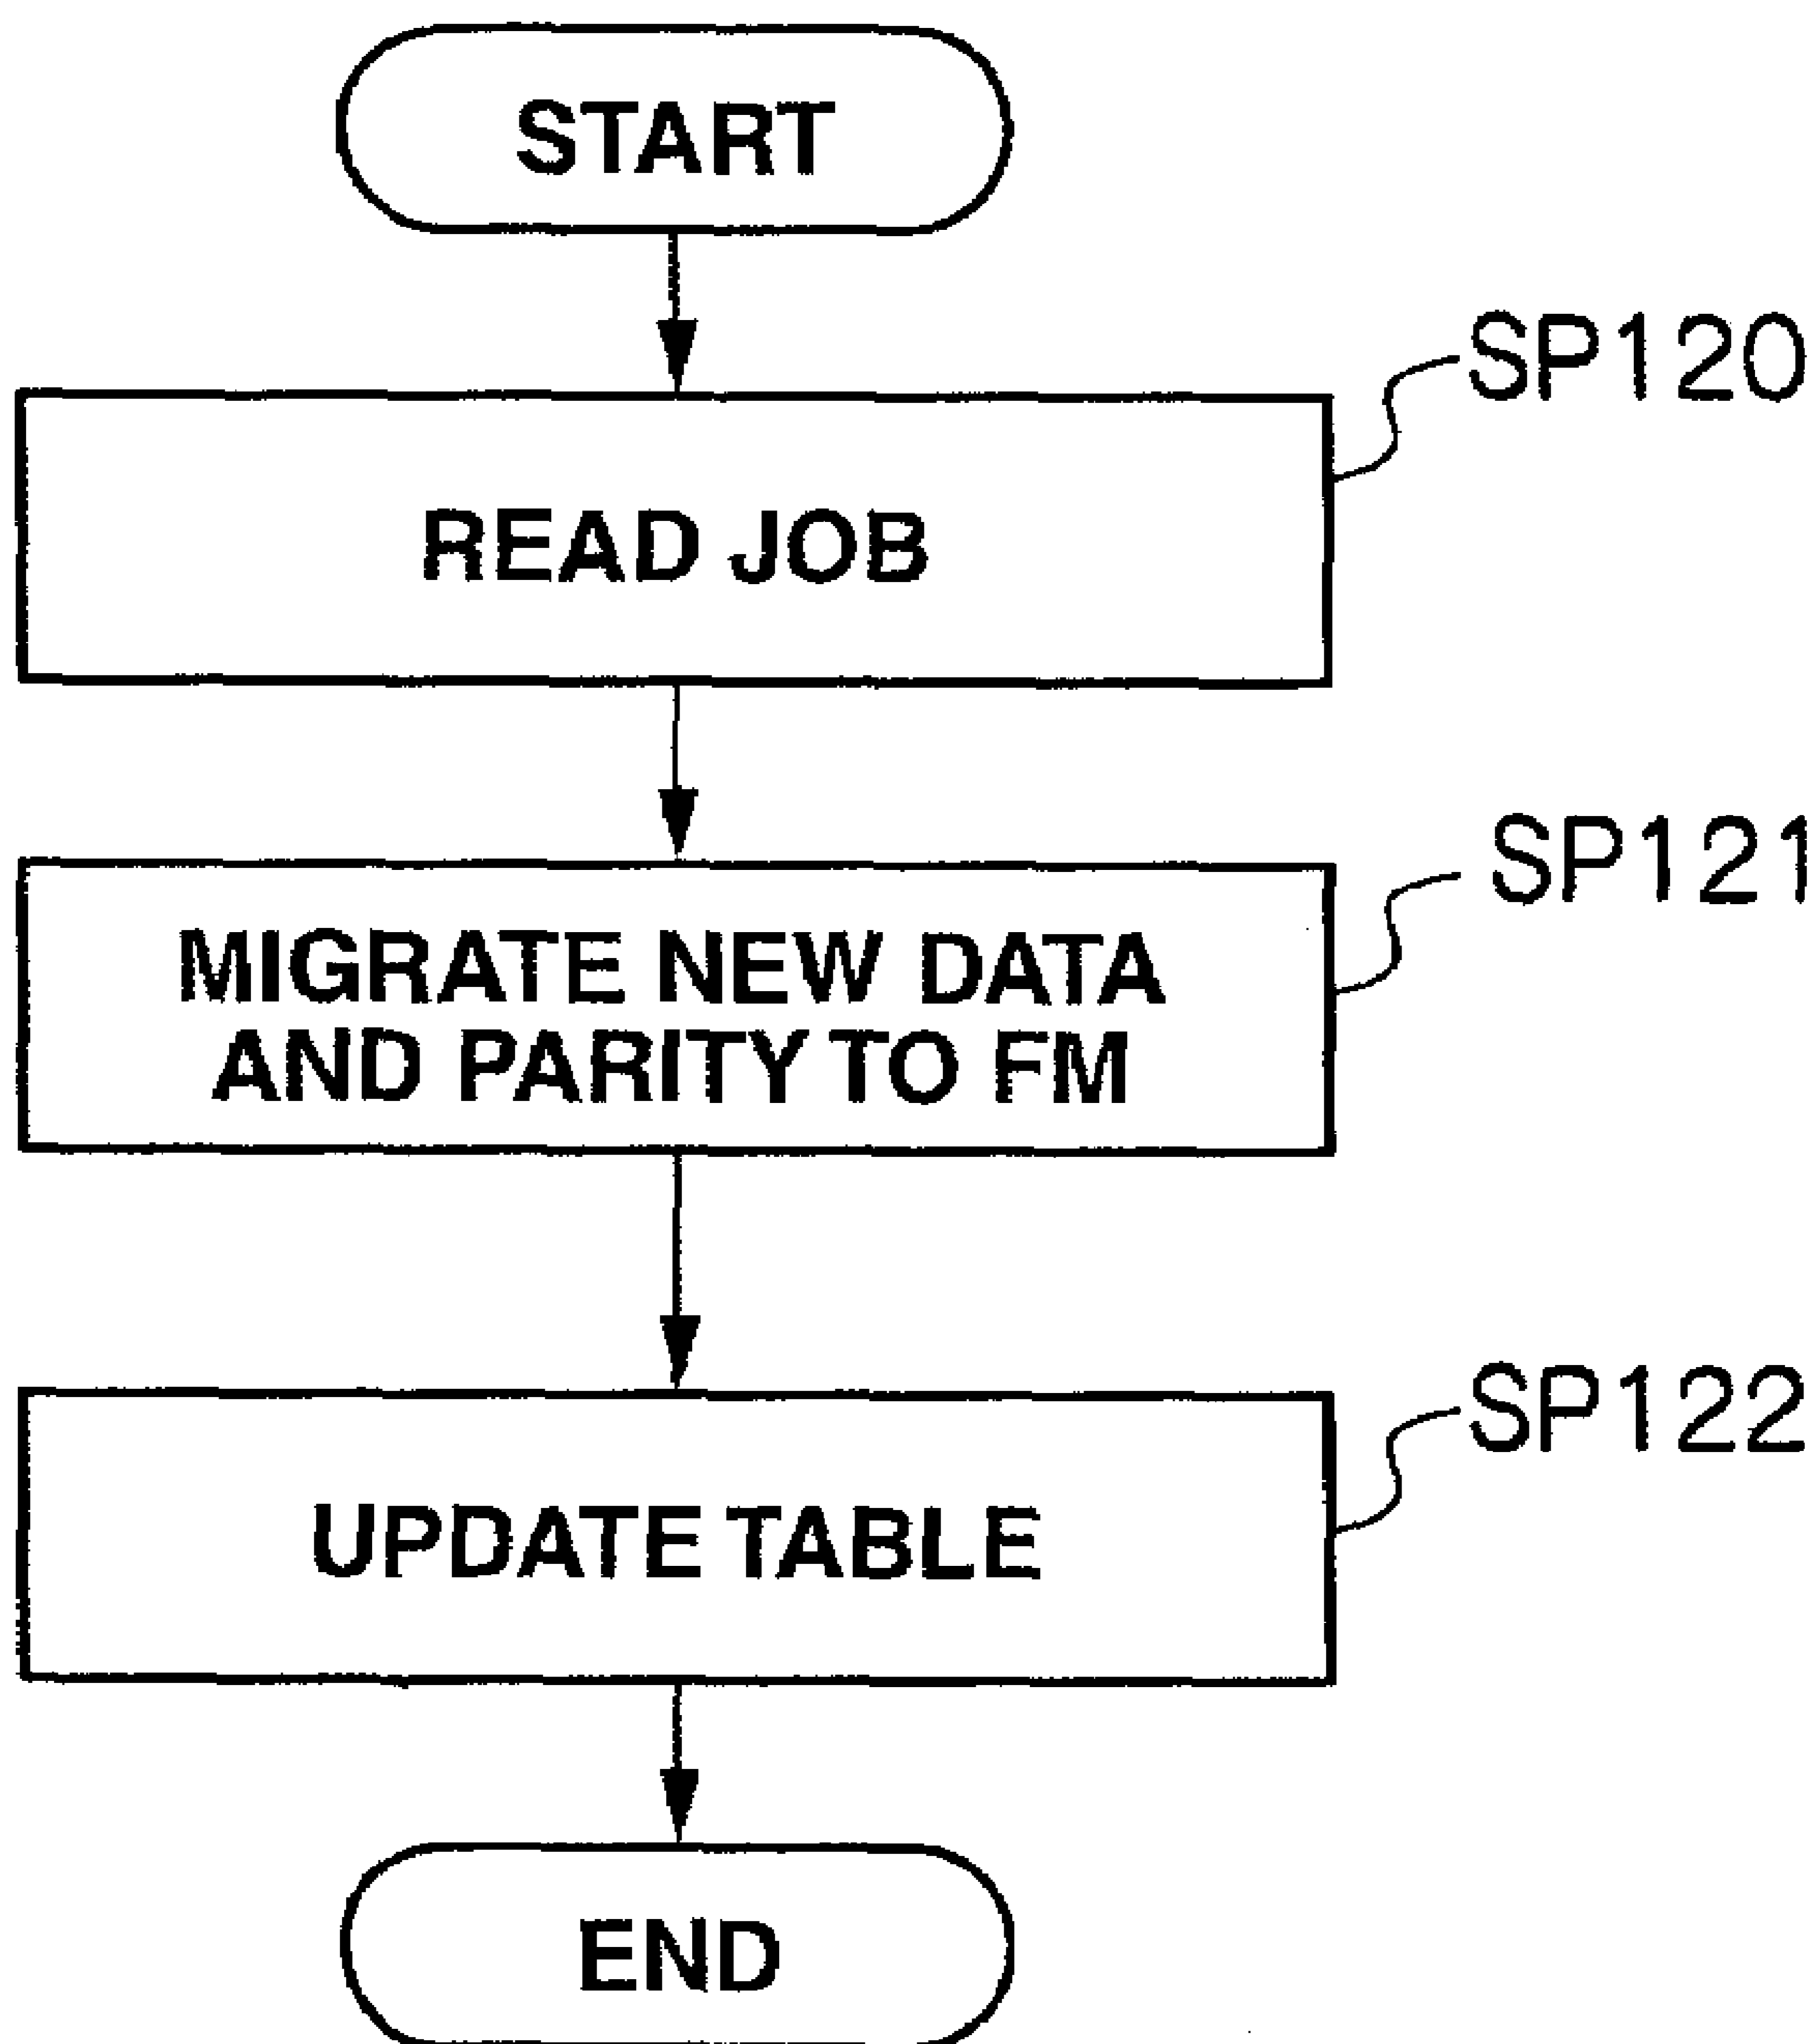 START
SP120
READ JOB
SP121
MIGRATE NEW DATA
AND PARITY TO FM
SP122
UPDATE TABLE
END